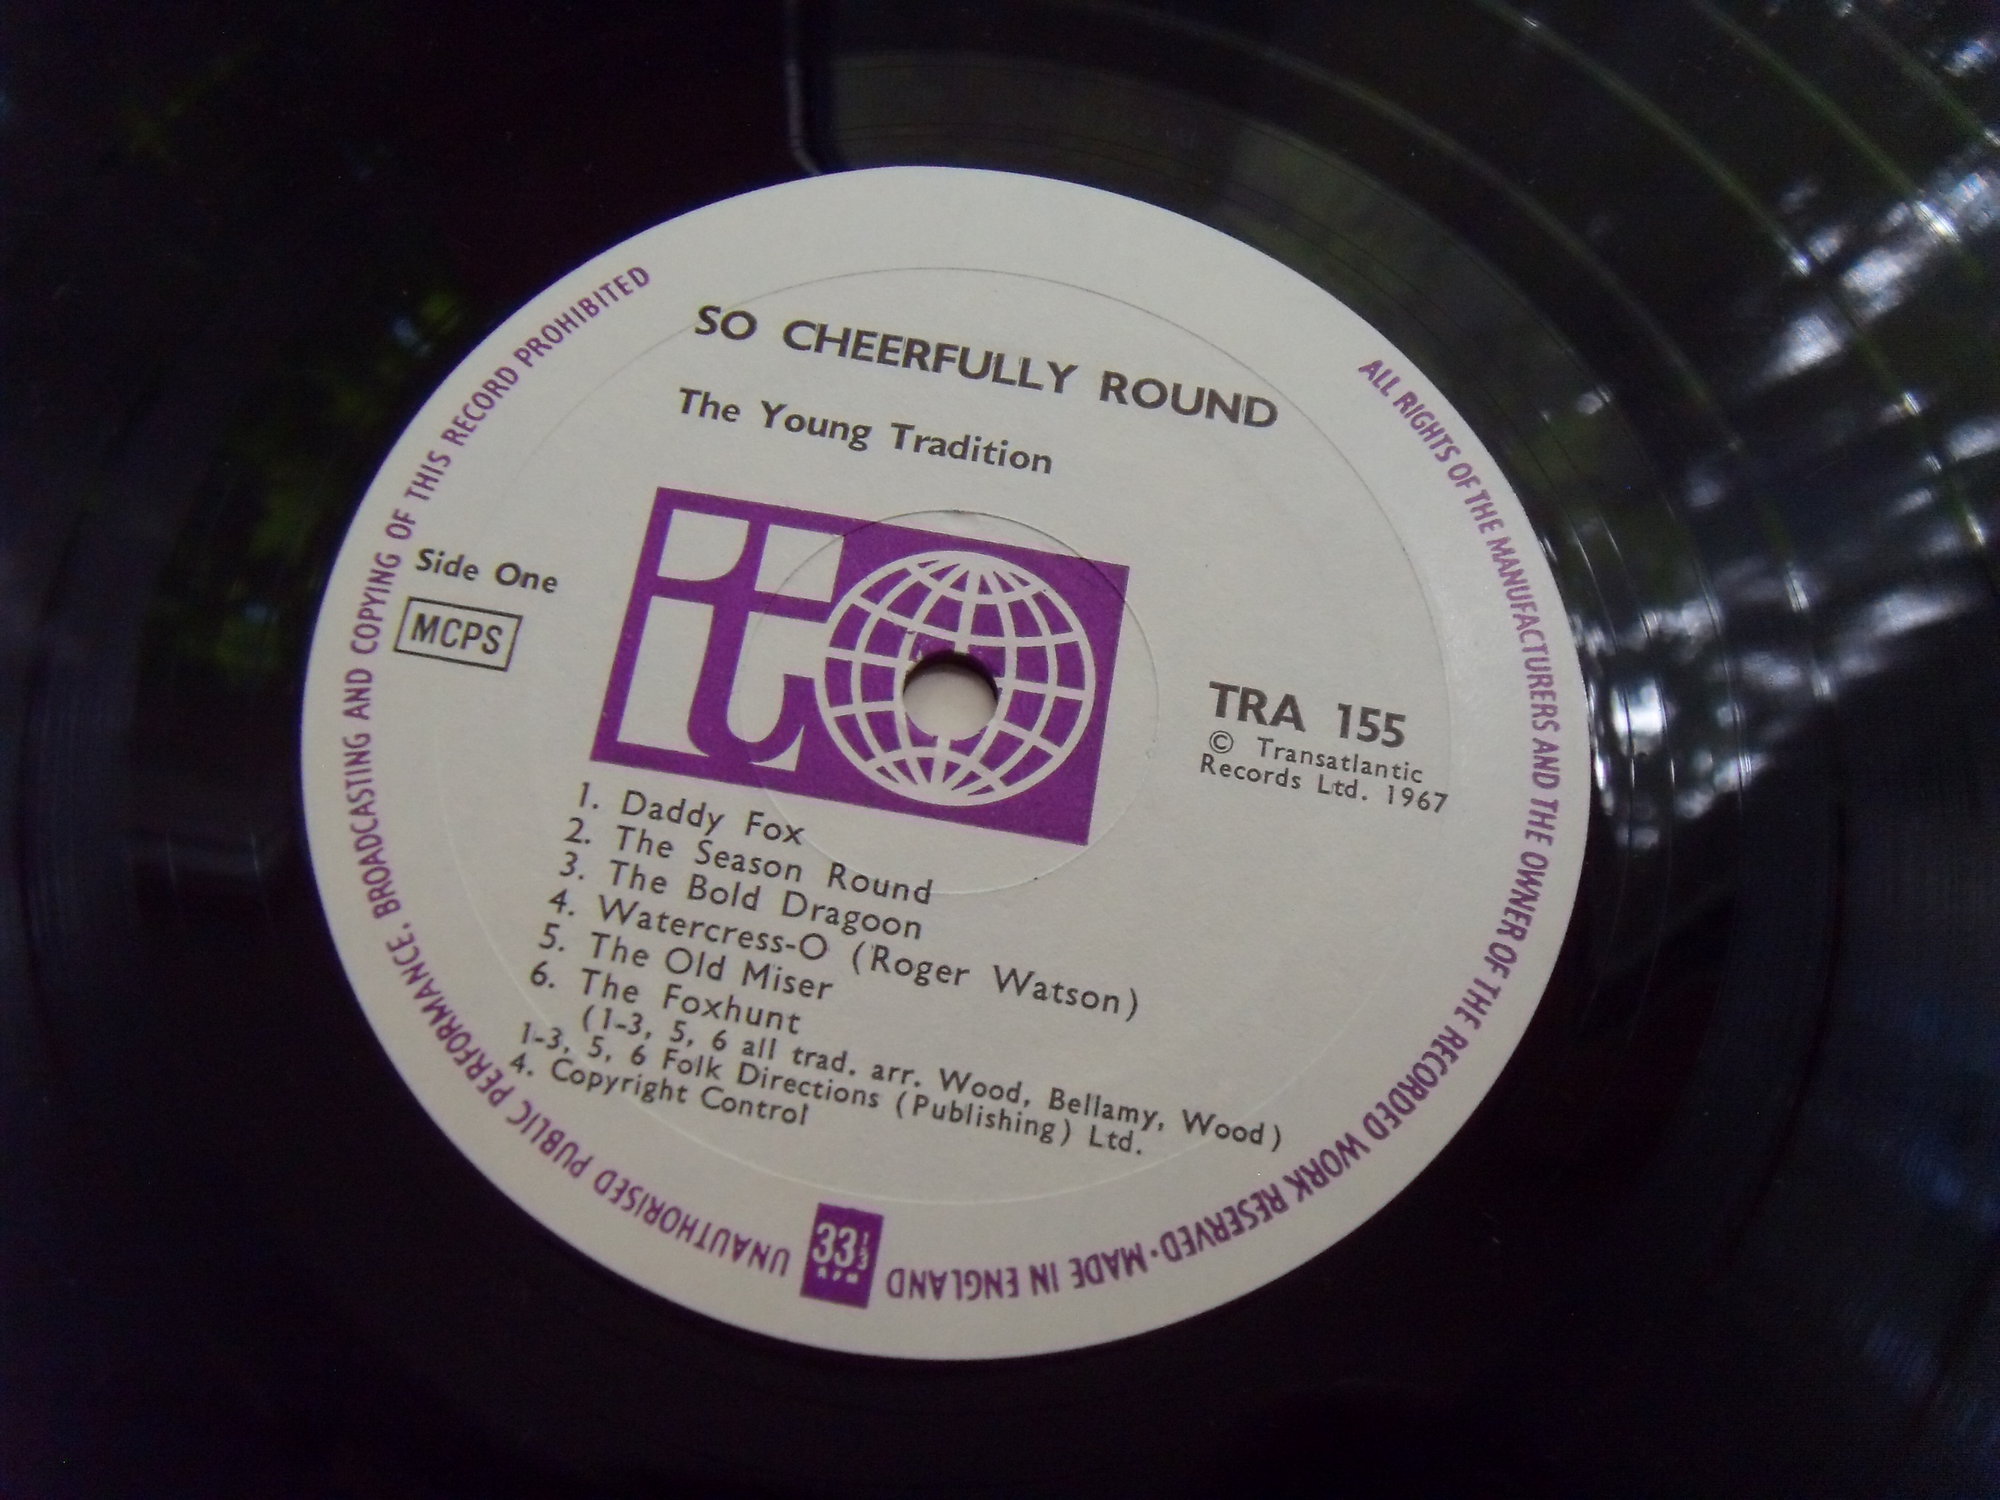 SO CHEERFULLY ROUND
The Young Tradition
Side One
MCPS
it
TRA 155
© Transatlantic
Records Ltd. 1967
1. Daddy Fox
2. The Season Round
3. The Bold Dragoon
4. Watercress-O (Roger Watson)
5. The Old Miser
6. The Foxhunt
(1-3, 5, 6 all trad. arr. Wood, Bellamy, Wood)
1-3, 5, 6 Folk Directions (Publishing) Ltd.
4. Copyright Control
33 1/3
RPM
ALL RIGHTS OF THE MANUFACTURERS AND THE OWNER OF THE RECORDED WORK RESERVED · MADE IN ENGLAND
UNAUTHORISED PUBLIC PERFORMANCE. BROADCASTING AND COPYING OF THIS RECORD PROHIBITED